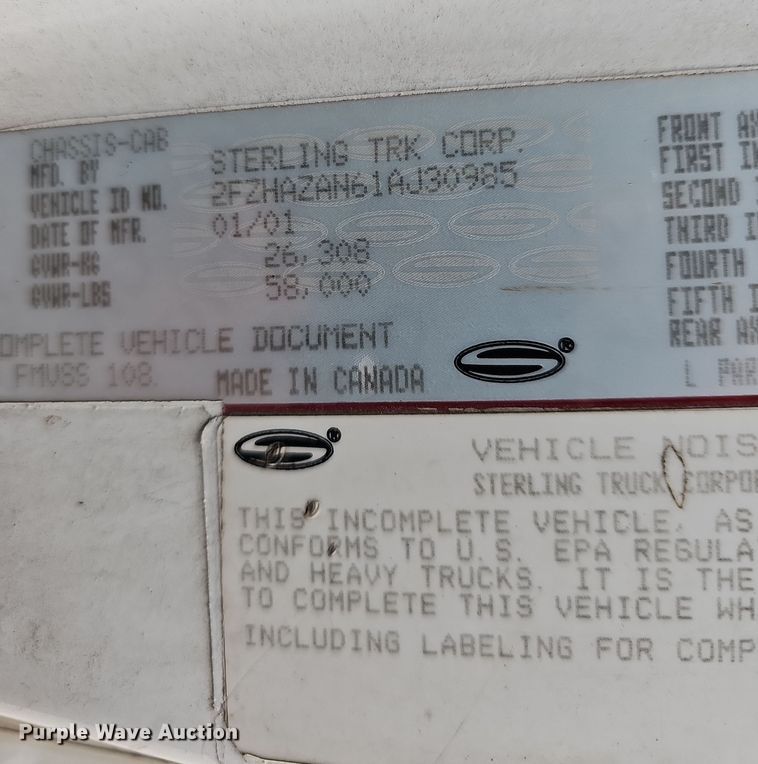 CHASSIS-CAB
MFD. BY STERLING TRK CORP.
VEHICLE ID NO. 2FZHAZAN61AJ30985
DATE OF MFR. 01/01
GVWR-KG 26,308
GVWR-LBS 58,000
OMPLETE VEHICLE DOCUMENT
FMVSS 108. MADE IN CANADA ®
FRONT AX
FIRST IN
SECOND I
THIRD I
FOURTH
FIFTH I
REAR AX
L PAR
®
VEHICLE NOIS
STERLING TRUCK CORPOR
THIS INCOMPLETE VEHICLE, AS
CONFORMS TO U.S. EPA REGULA
AND HEAVY TRUCKS. IT IS THE
TO COMPLETE THIS VEHICLE WH
INCLUDING LABELING FOR COMP
Purple Wave Auction